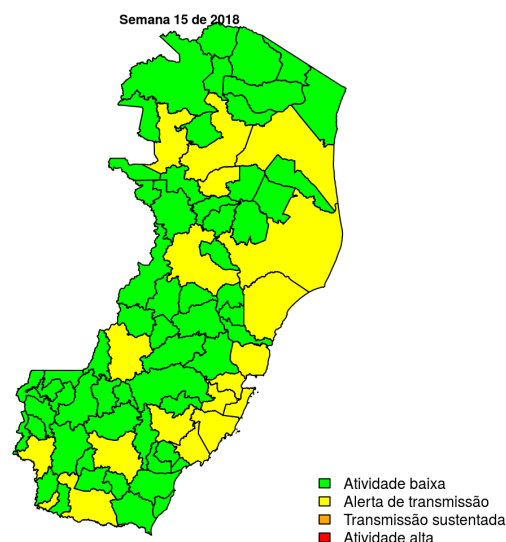 Semana 15 de 2018
Atividade baixa
Alerta de transmissão
Transmissão sustentada
Atividade alta